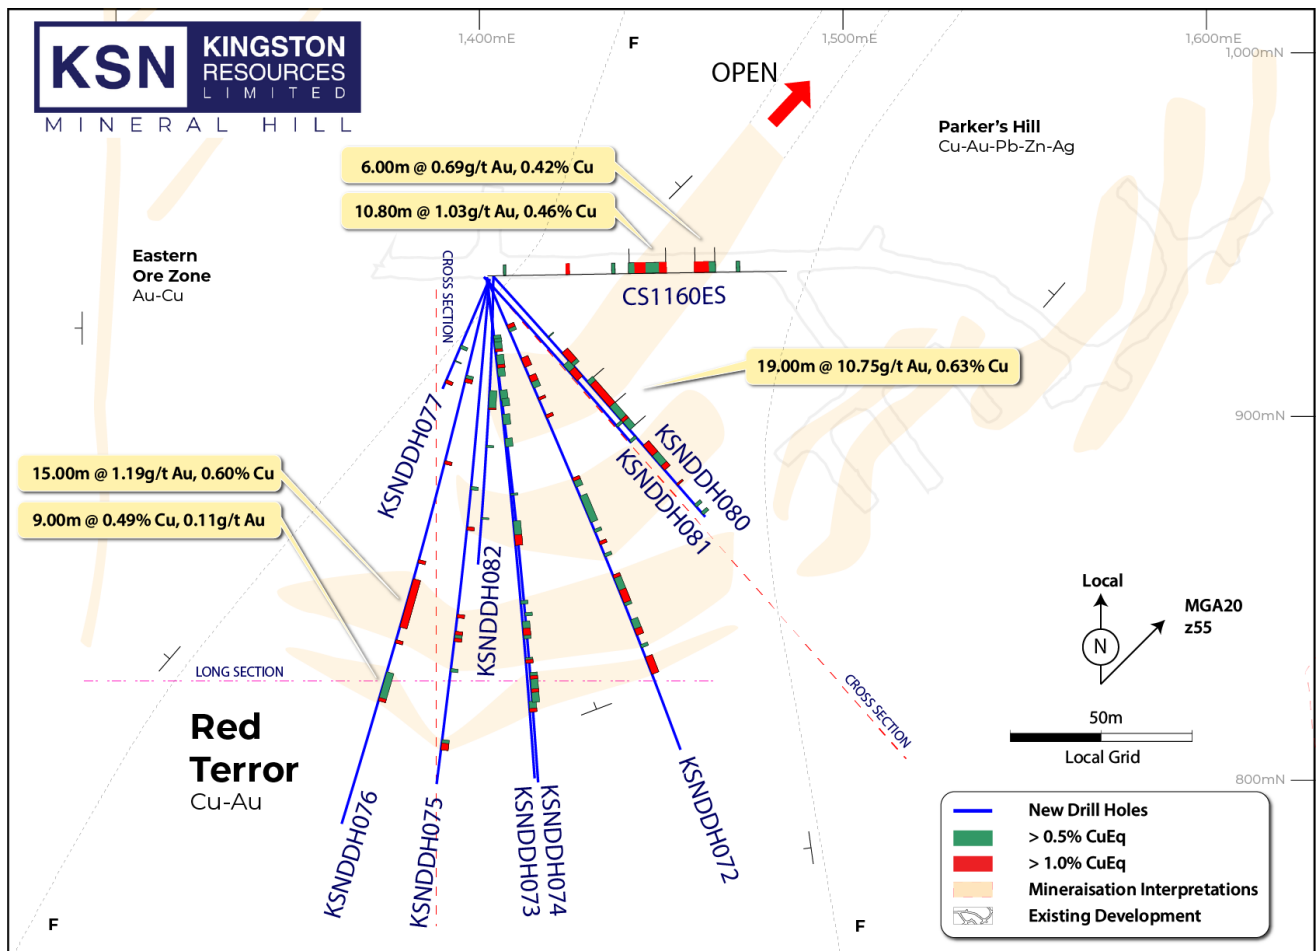 KSN
KINGSTON
RESOURCES
LIMITED
MINERAL HILL
1,400mE
F
1,500mE
1,600mE
1,000mN
OPEN
Parker's Hill
Cu-Au-Pb-Zn-Ag
6.00m @ 0.69g/t Au, 0.42% Cu
10.80m @ 1.03g/t Au, 0.46% Cu
Eastern
Ore Zone
Au-Cu
CROSS SECTION
CS1160ES
19.00m @ 10.75g/t Au, 0.63% Cu
900mN
KSNDDH077
KSNDDH080
KSNDDH081
15.00m @ 1.19g/t Au, 0.60% Cu
9.00m @ 0.49% Cu, 0.11g/t Au
KSNDDH082
Local
MGA20
z55
N
LONG SECTION
CROSS SECTION
50m
Local Grid
Red
Terror
Cu-Au
800mN
KSNDDH076
KSNDDH075
KSNDDH073
KSNDDH074
KSNDDH072
New Drill Holes
> 0.5% CuEq
> 1.0% CuEq
Mineraisation Interpretations
Existing Development
F
F